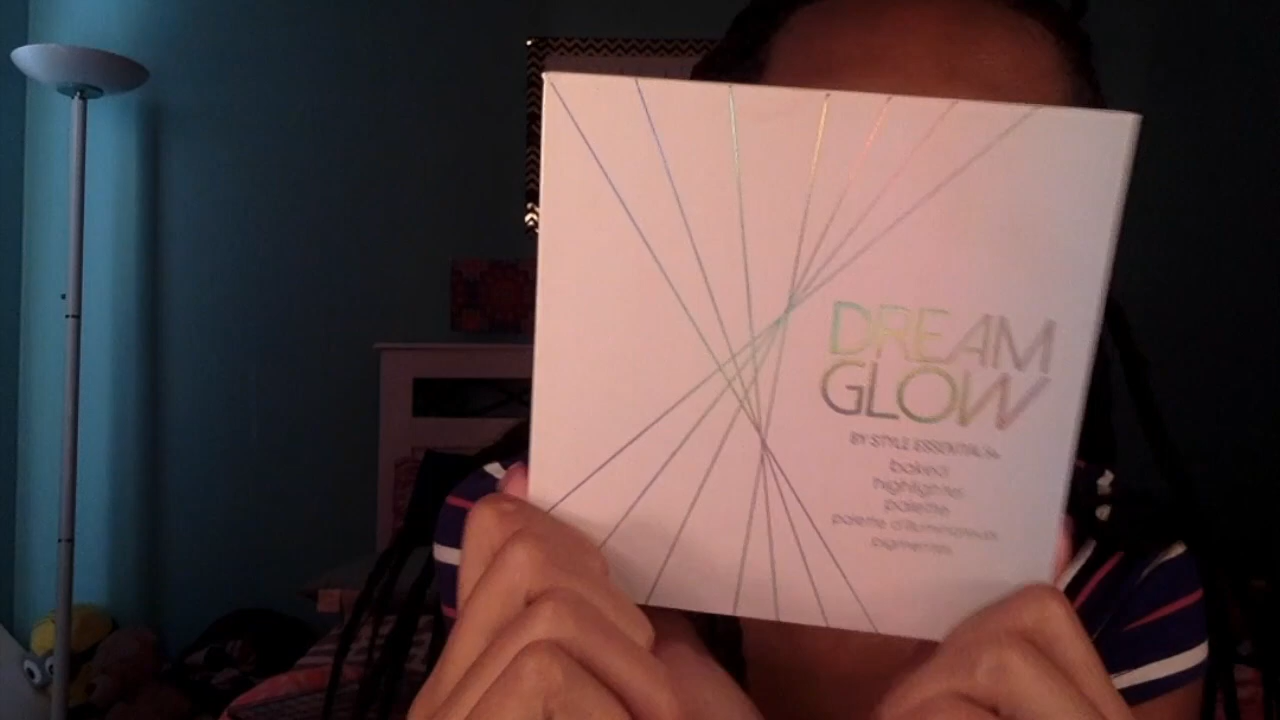 DREAM
GLOW
BY STYLE ESSENTIALS
baked
highlighter
palette
palette d'illuminateurs
pigmentés